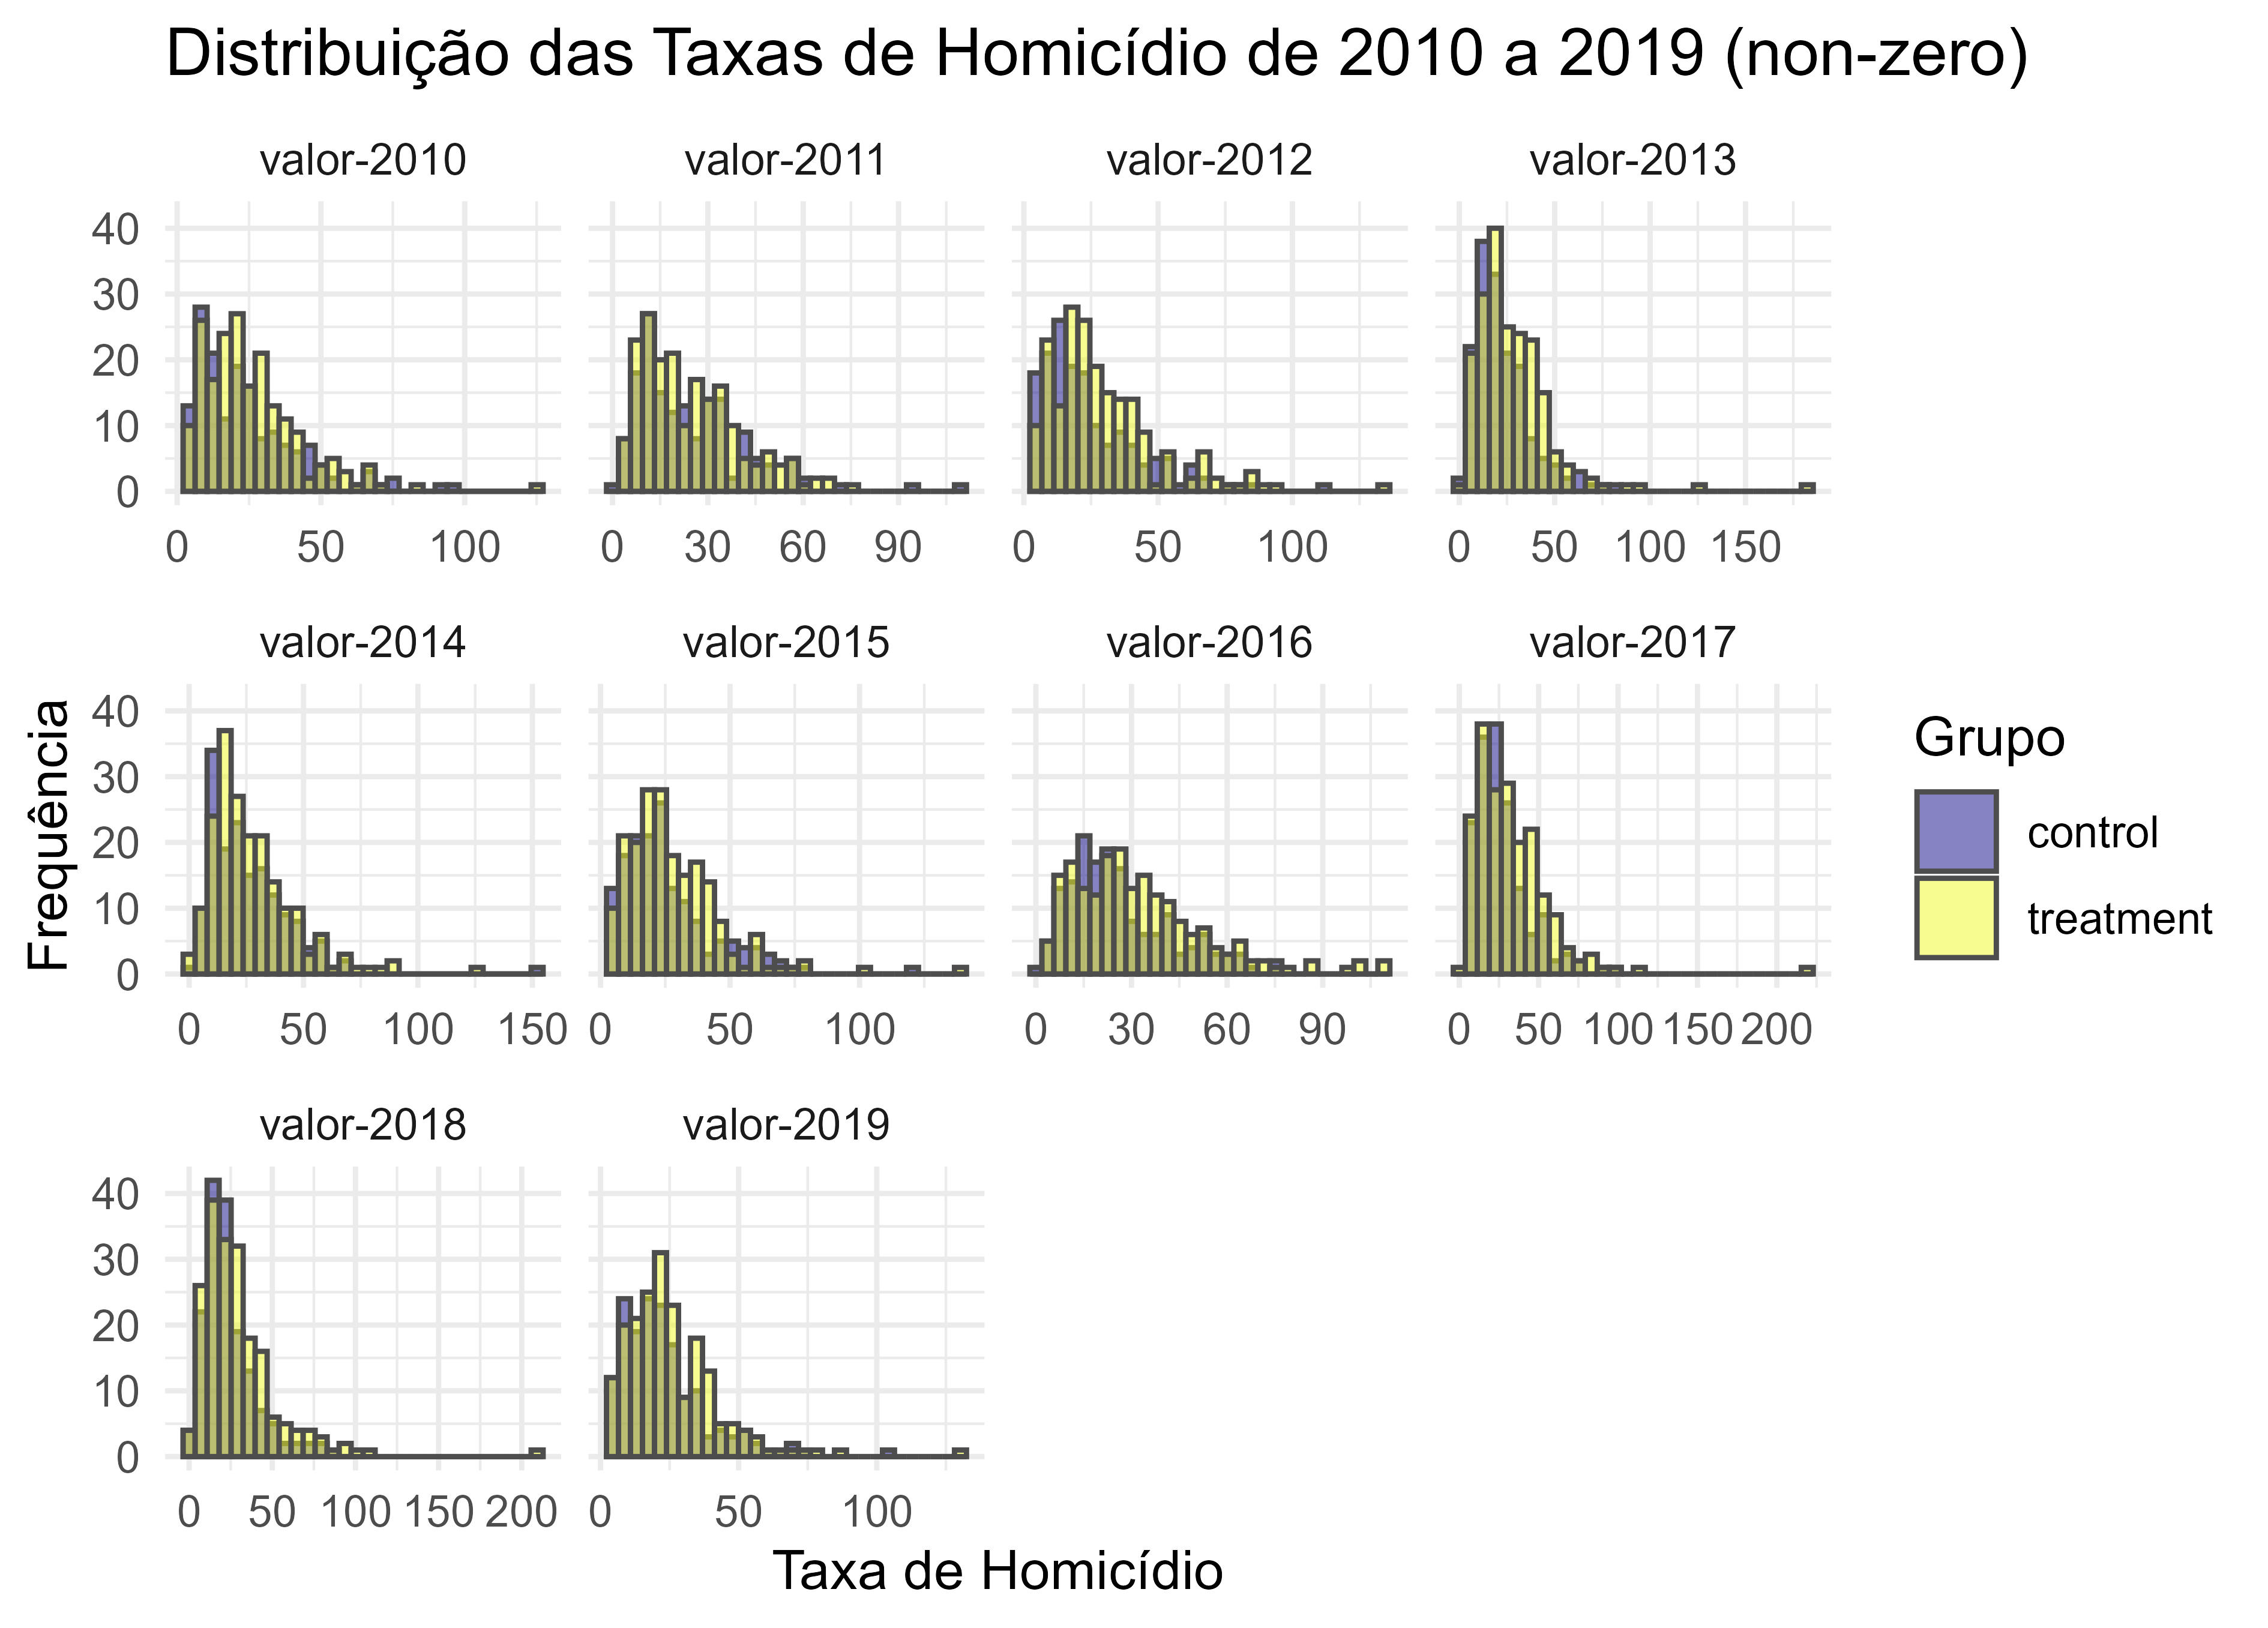 Distribuição das Taxas de Homicídio de 2010 a 2019 (non-zero)
valor-2010 valor-2011 valor-2012 valor-2013
40
30
20
10
0
0 50 100 0 30 60 90 0 50 100 0 50 100 150
valor-2014 valor-2015 valor-2016 valor-2017
40
30
20
10
0
0 50 100 150 0 50 100 0 30 60 90 0 50 100 150 200
Frequência
Grupo
control
treatment
valor-2018 valor-2019
40
30
20
10
0
0 50 100 150 200 0 50 100
Taxa de Homicídio